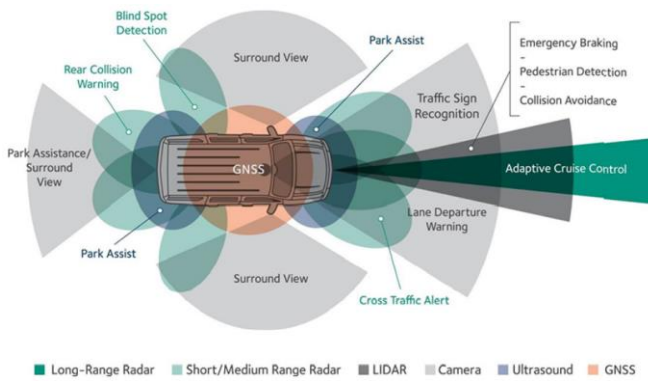 Blind Spot
Detection
Surround View
Park Assist
Emergency Braking
-
Pedestrian Detection
-
Collision Avoidance
Rear Collision
Warning
Traffic Sign
Recognition
Park Assistance/
Surround
View
GNSS
Adaptive Cruise Control
Lane Departure
Warning
Park Assist
Surround View
Cross Traffic Alert
Long-Range Radar
Short/Medium Range Radar
LIDAR
Camera
Ultrasound
GNSS